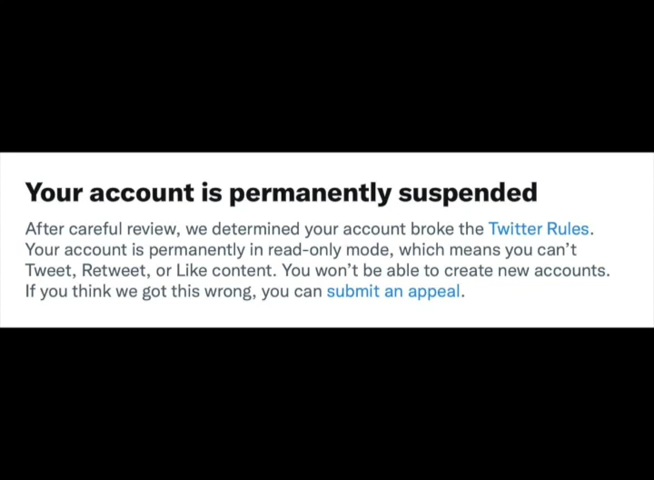 Your account is permanently suspended
After careful review, we determined your account broke the Twitter Rules.
Your account is permanently in read-only mode, which means you can’t
Tweet, Retweet, or Like content. You won’t be able to create new accounts.
If you think we got this wrong, you can submit an appeal.